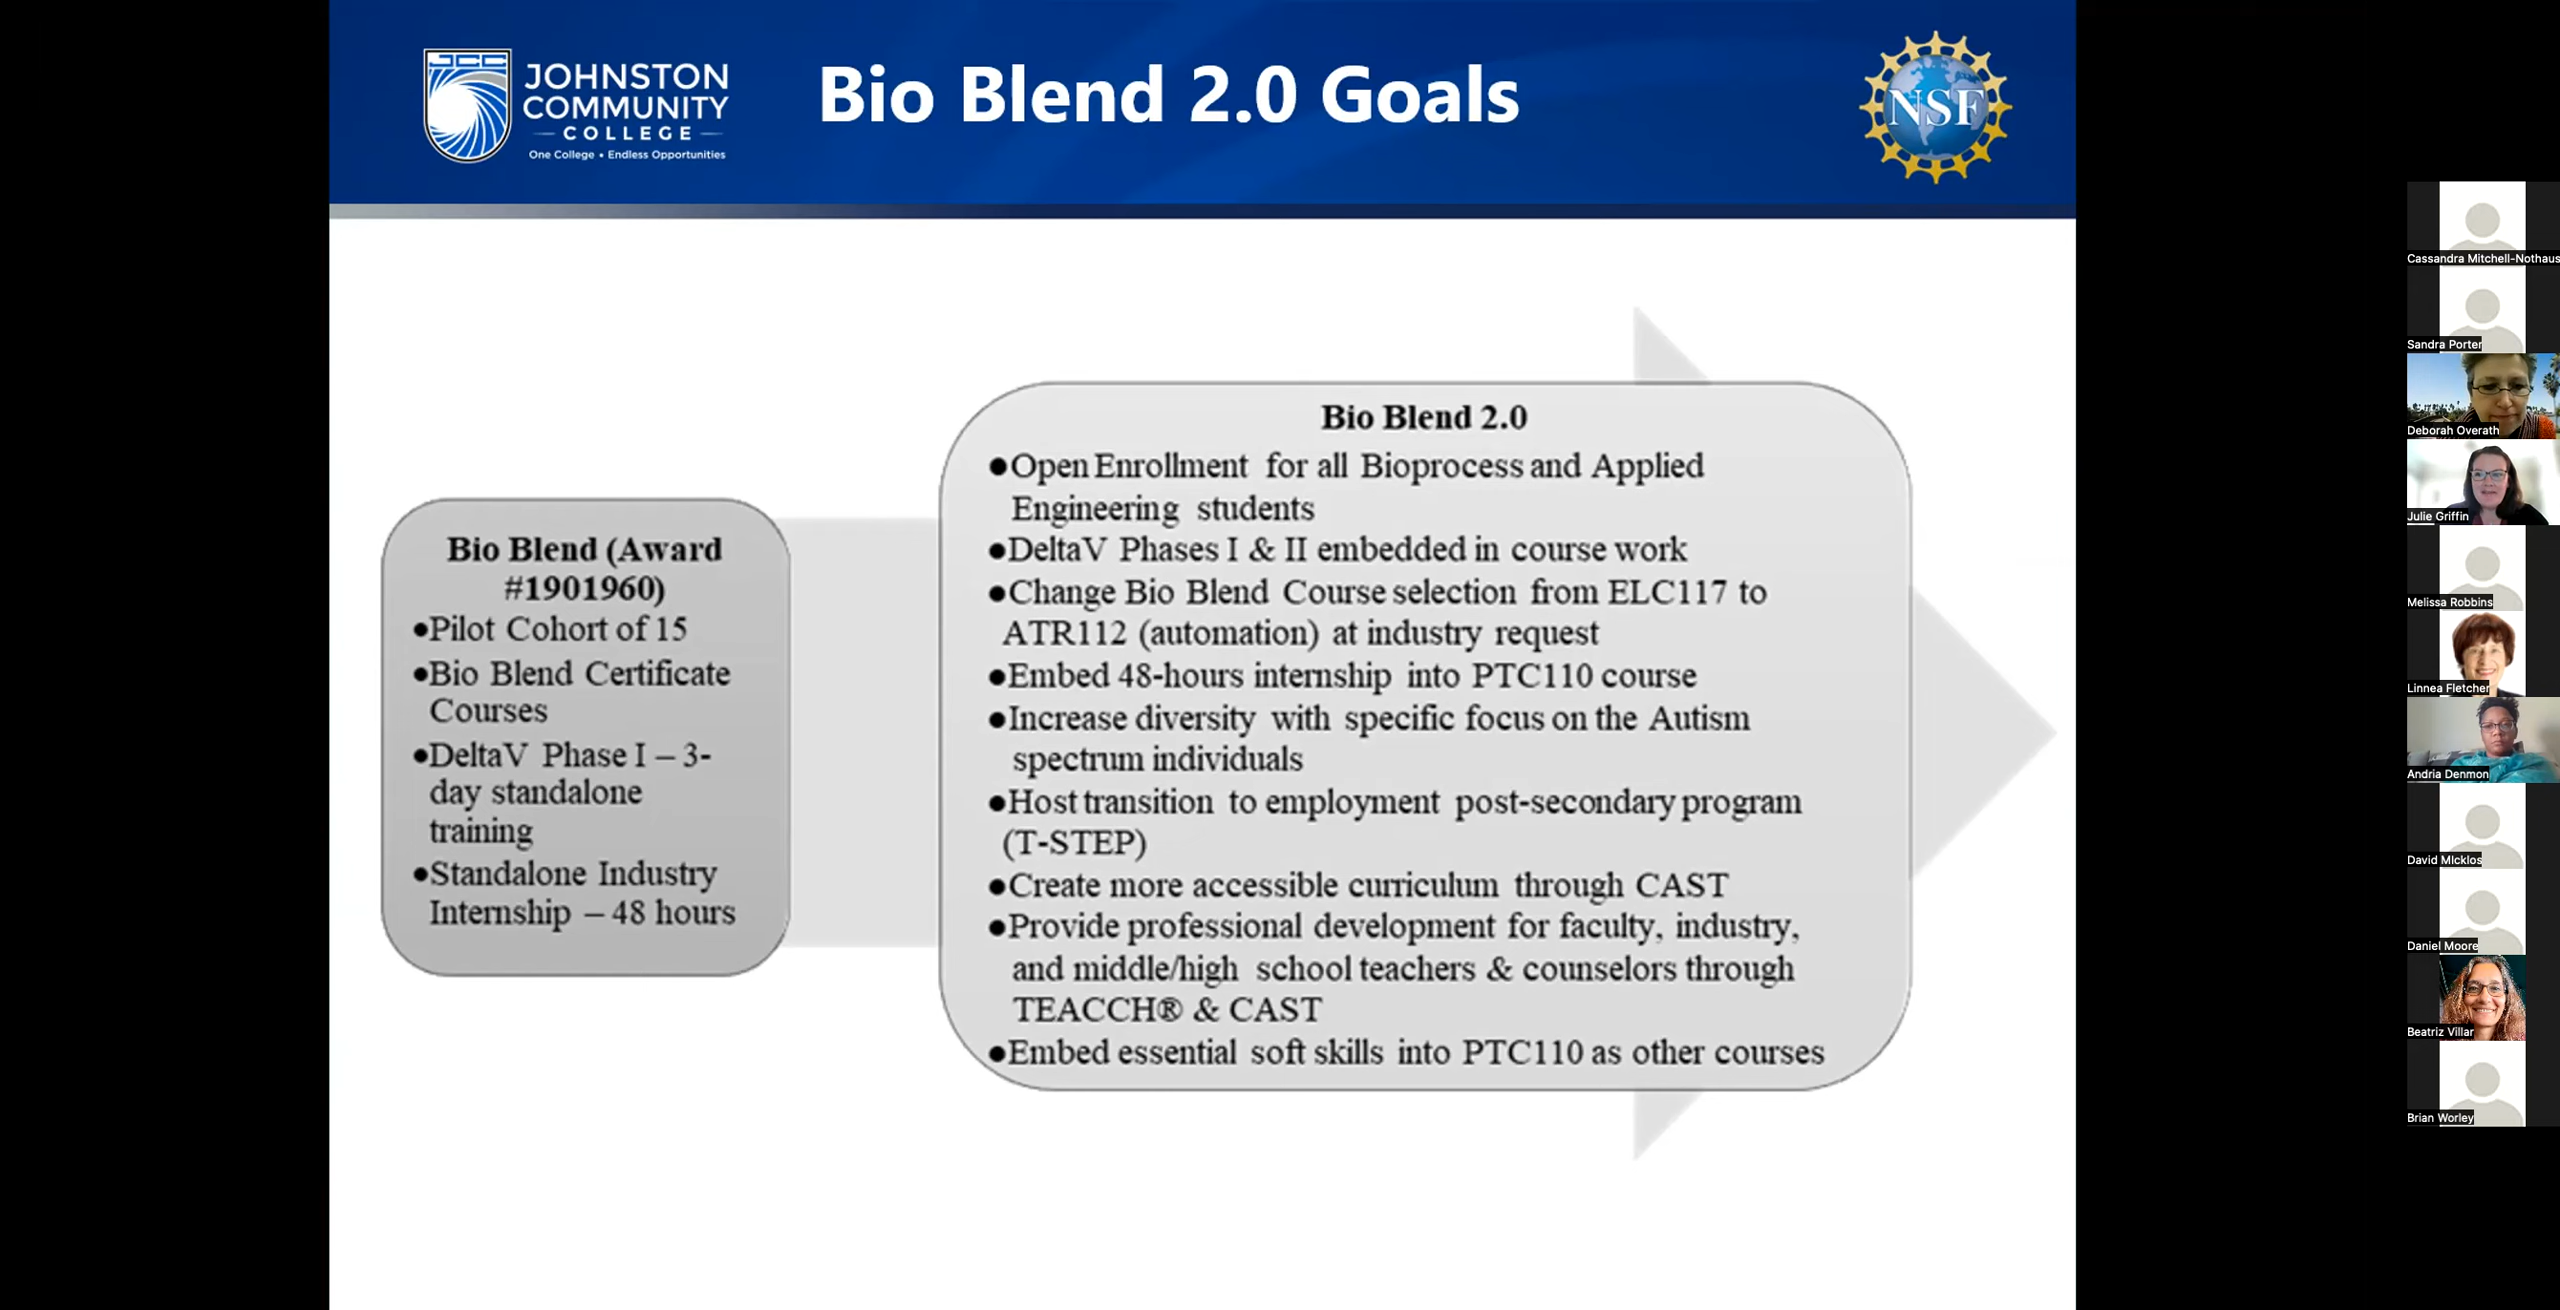 JCC
JOHNSTON
COMMUNITY
COLLEGE
One College • Endless Opportunities
Bio Blend 2.0 Goals
NSF
Bio Blend (Award
#1901960)
●Pilot Cohort of 15
●Bio Blend Certificate
Courses
●DeltaV Phase I – 3-
day standalone
training
●Standalone Industry
Internship – 48 hours
Bio Blend 2.0
●Open Enrollment for all Bioprocess and Applied
Engineering students
●DeltaV Phases I & II embedded in course work
●Change Bio Blend Course selection from ELC117 to
ATR112 (automation) at industry request
●Embed 48-hours internship into PTC110 course
●Increase diversity with specific focus on the Autism
spectrum individuals
●Host transition to employment post-secondary program
(T-STEP)
●Create more accessible curriculum through CAST
●Provide professional development for faculty, industry,
and middle/high school teachers & counselors through
TEACCH® & CAST
●Embed essential soft skills into PTC110 as other courses
Cassandra Mitchell-Nothaus
Sandra Porter
Deborah Overath
Julie Griffin
Melissa Robbins
Linnea Fletcher
Andria Denmon
David MIcklos
Daniel Moore
Beatriz Villar
Brian Worley